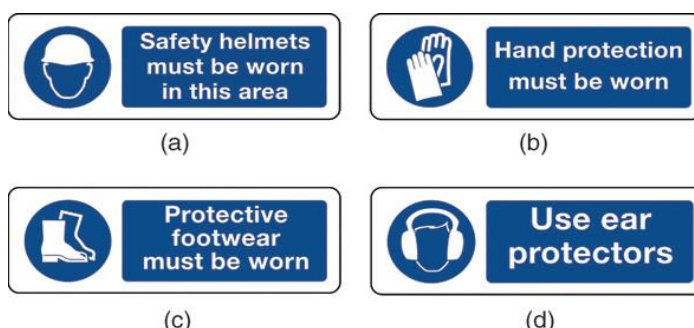 Safety helmets
must be worn
in this area
(a)
Hand protection
must be worn
(b)
Protective
footwear
must be worn
(c)
Use ear
protectors
(d)